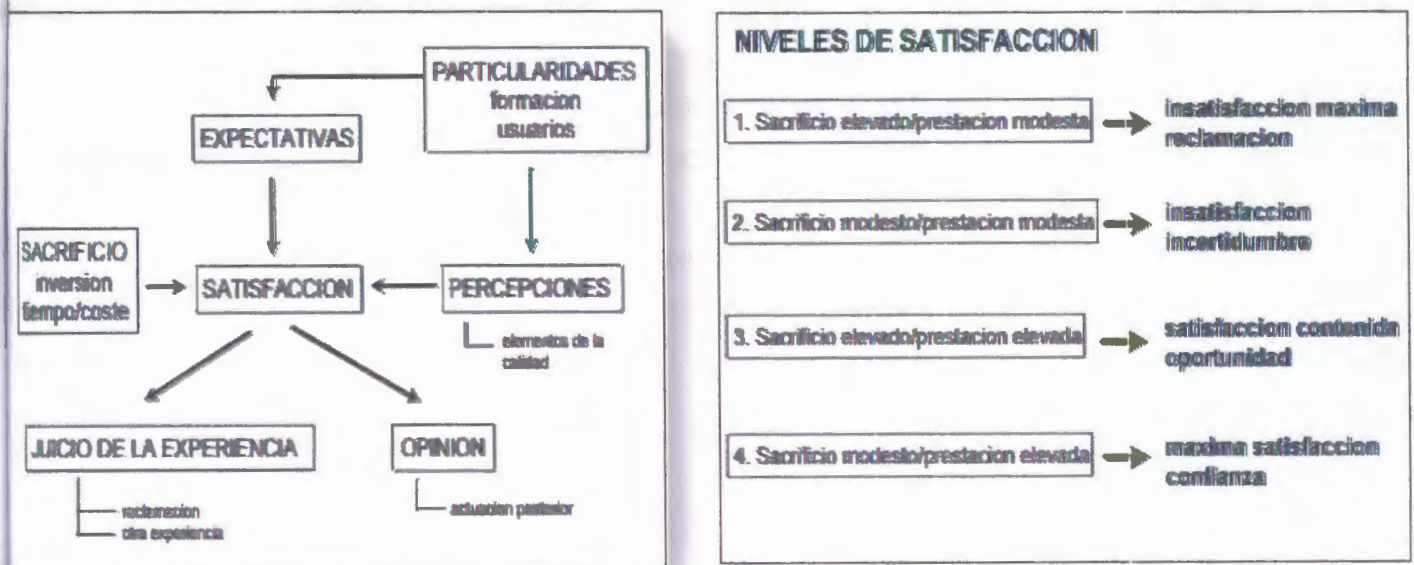 PARTICULARIDADES
formacion
usuarios
EXPECTATIVAS
SACRIFICIO
inversion
tempo/coste
SATISFACCION
PERCEPCIONES
elementos de la
calidad
JUICIO DE LA EXPERIENCIA
reclamacion
otra experiencia
OPINION
actuacion posterior
NIVELES DE SATISFACCION
1. Sacrificio elevado/prestacion modesta
insatisfaccion maxima
reclamacion
2. Sacrificio modesto/prestacion modesta
insatisfaccion
incertidumbre
3. Sacrificio elevado/prestacion elevada
satisfaccion contenida
oportunidad
4. Sacrificio modesto/prestacion elevada
maxima satisfaccion
confianza